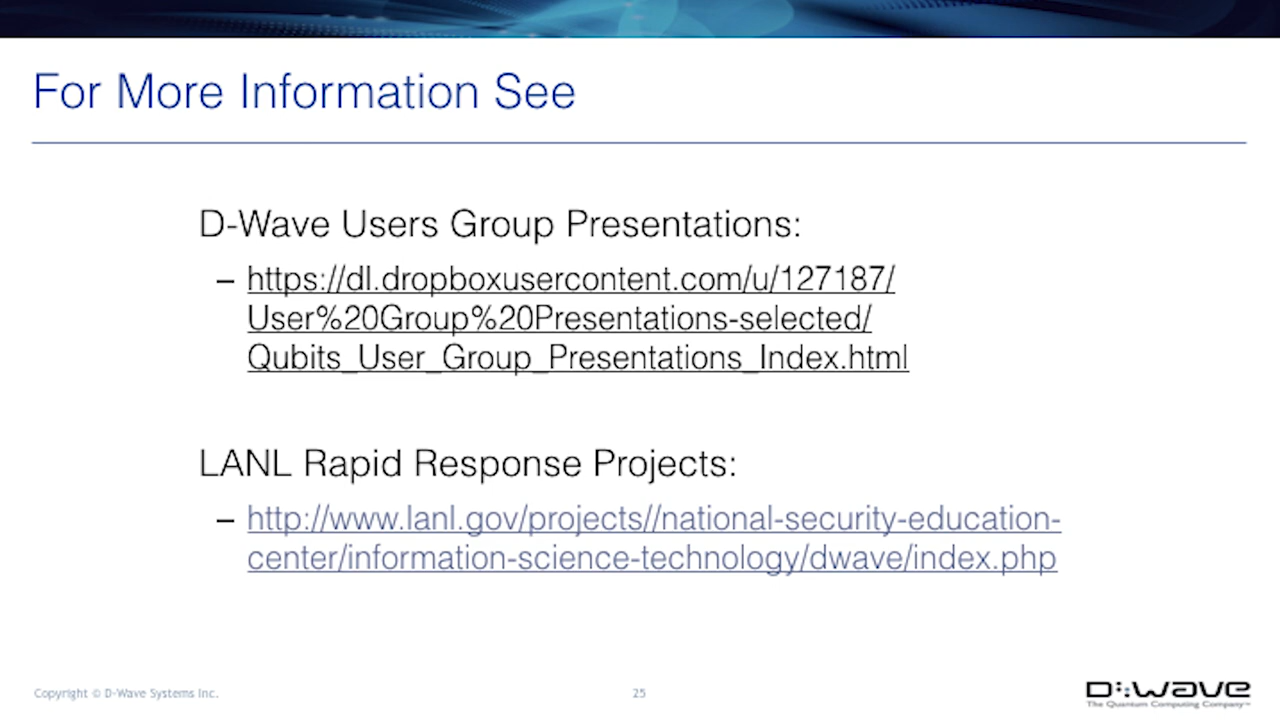 For More Information See
D-Wave Users Group Presentations:
– https://dl.dropboxusercontent.com/u/127187/
User%20Group%20Presentations-selected/
Qubits_User_Group_Presentations_Index.html
LANL Rapid Response Projects:
– http://www.lanl.gov/projects//national-security-education-
center/information-science-technology/dwave/index.php
Copyright © D-Wave Systems Inc.
25
D:wave
The Quantum Computing Company™